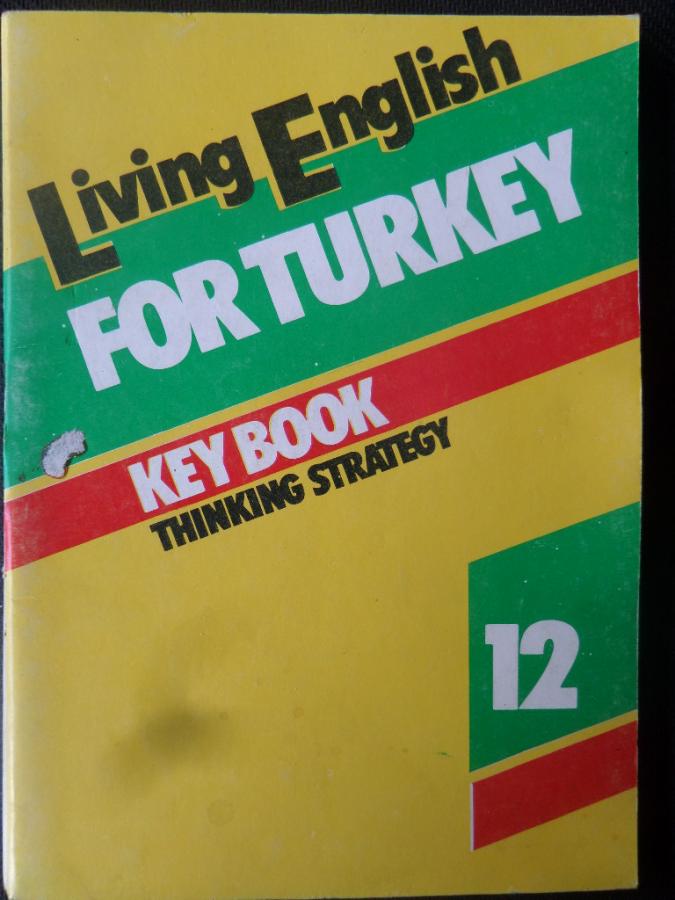 Living English
FOR TURKEY
KEY BOOK
THINKING STRATEGY
12